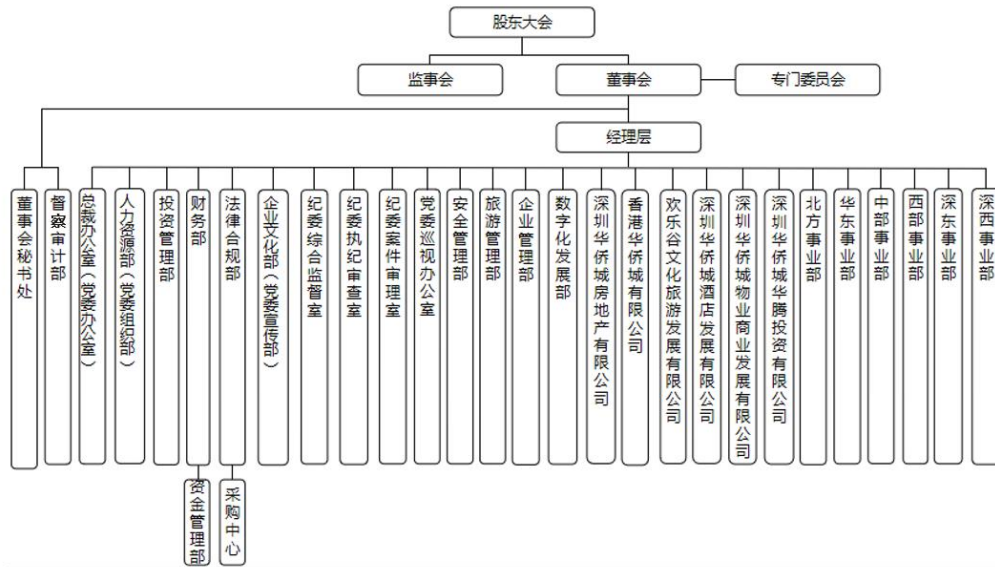 股东大会
监事会
董事会
专门委员会
经理层
董事会秘书处
督察审计部
总裁办公室（党委办公室）
人力资源部（党委组织部）
投资管理部
财务部
法律合规部
企业文化部（党委宣传部）
纪委综合监督室
纪委执纪审查室
纪委案件审理室
党委巡视办公室
安全管理部
旅游管理部
企业管理部
数字化发展部
深圳华侨城房地产有限公司
香港华侨城有限公司
欢乐谷文化旅游发展有限公司
深圳华侨城酒店发展有限公司
深圳华侨城物业商业发展有限公司
深圳华侨城华腾投资有限公司
北方事业部
华东事业部
中部事业部
西部事业部
深东事业部
深西事业部
资金管理部
采购中心